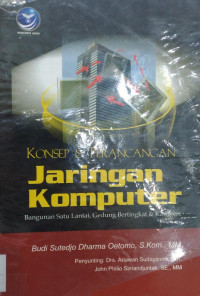 KONSEP & PERANCANGAN
Jaringan
Komputer
Bangunan Satu Lantai, Gedung Bertingkat &
Budi Sutedjo Dharma Oetomo, S.Kom., MM
Penyunting: Drs. Ariawan
John Philip Simandjuntak, SE., MM